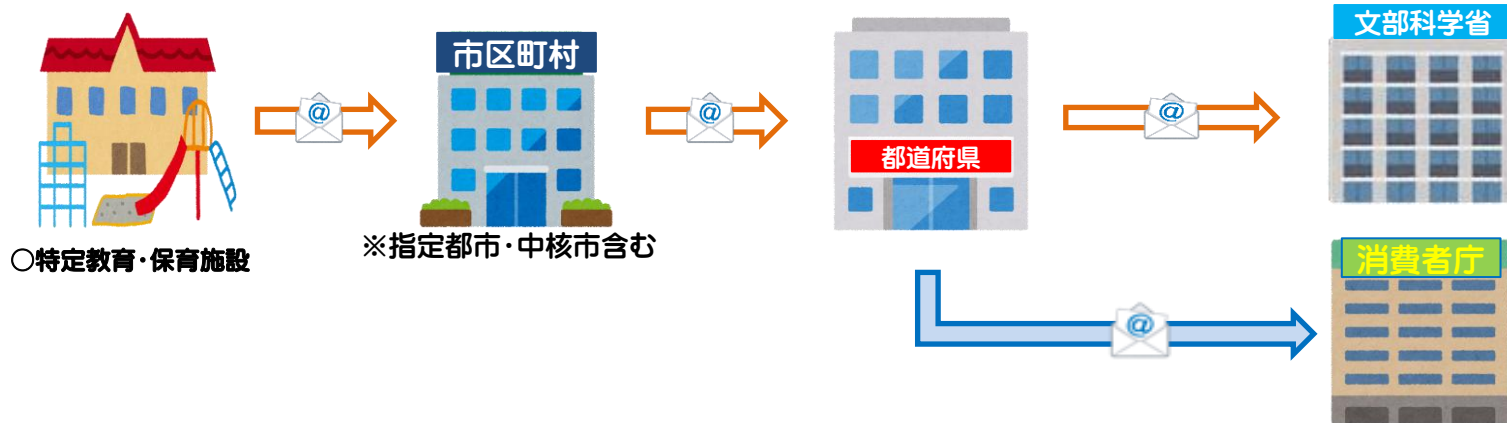 市区町村
都道府県
文部科学省
○特定教育・保育施設
※指定都市・中核市含む
消費者庁
@
@
@
@